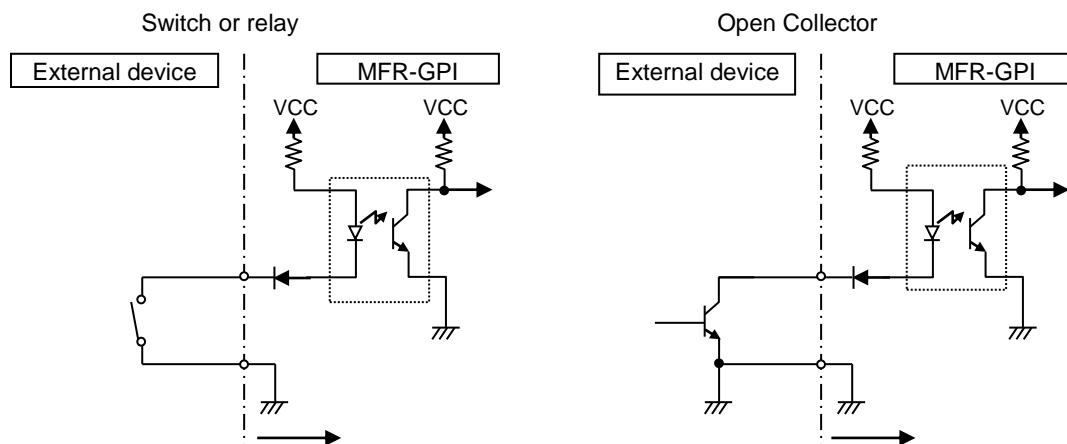 Switch or relay
External device
MFR-GPI
VCC
VCC
Open Collector
External device
MFR-GPI
VCC
VCC